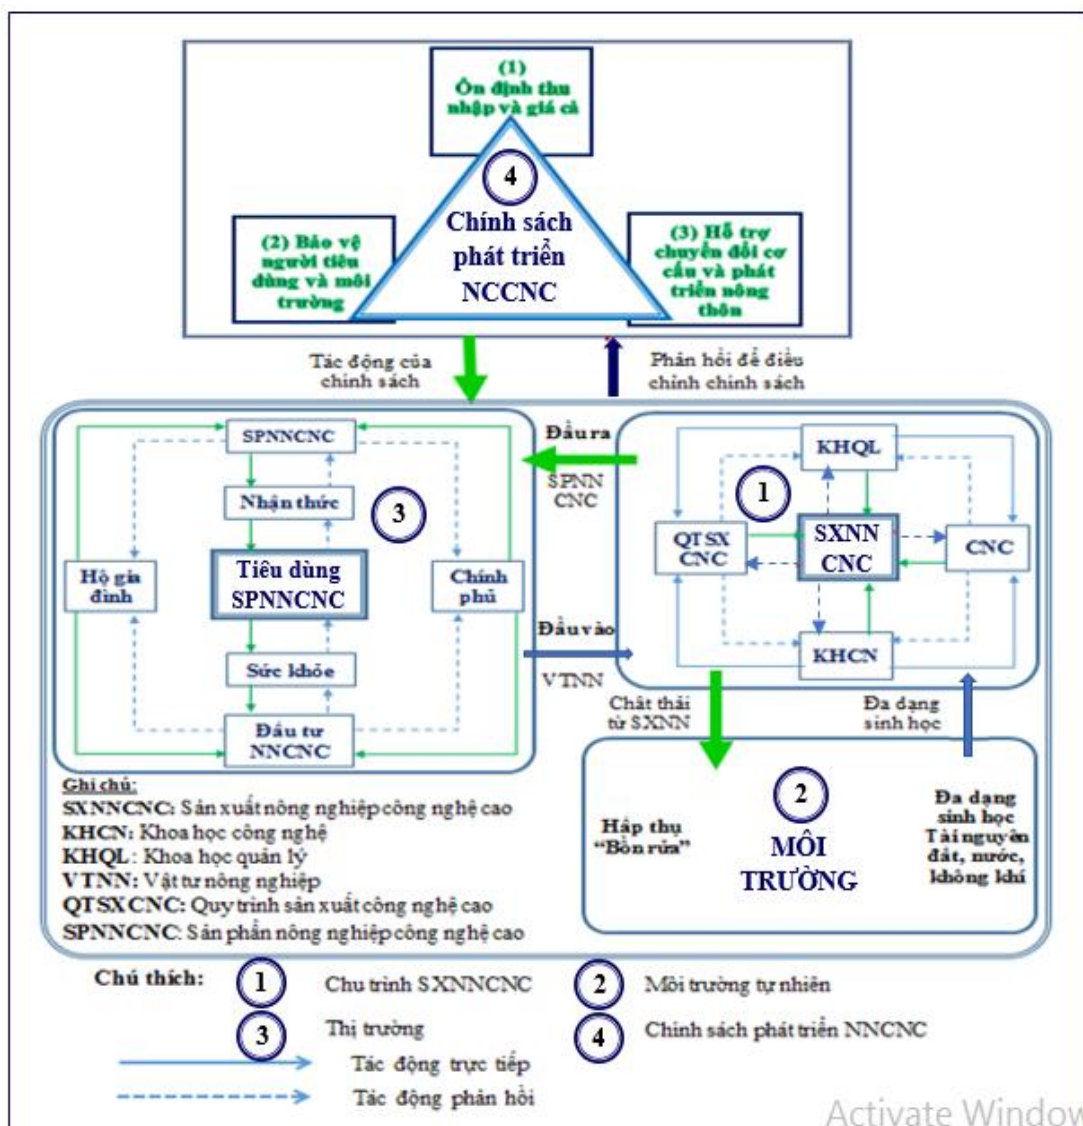 (1)
Ổn định thu
nhập và giá cả
4
Chính sách
phát triển
NCCNC
(2) Bảo vệ
người tiêu
dùng và môi
trường
(3) Hỗ trợ
chuyển đổi cơ
cấu và phát
triển nông
thôn
Tác động của
chính sách
Phản hồi để điều
chỉnh chính sách
SPNNCNC
Nhận thức
3
Hộ gia
đình
Tiêu dùng
SPNNCNC
Chính
phủ
Sức khỏe
Đầu tư
NNCNC
Đầu ra
SPNN
CNC
Đầu vào
VTNN
KHQL
1
QTSX
CNC
SXNN
CNC
CNC
KHCN
Chất thải
từ SXNN
Đa dạng
sinh học
Hấp thụ
“Bồn rửa”
2
MÔI
TRƯỜNG
Đa dạng
sinh học
Tài nguyên
đất, nước,
không khí
Ghi chú:
SXNNCNC: Sản xuất nông nghiệp công nghệ cao
KHCN: Khoa học công nghệ
KHQL : Khoa học quản lý
VTNN: Vật tư nông nghiệp
QTSXCNC: Quy trình sản xuất công nghệ cao
SPNNCNC: Sản phẩn nông nghiệp công nghệ cao
Chú thích:
1 Chu trình SXNNCNC
2 Môi trường tự nhiên
3 Thị trường
4 Chính sách phát triển NNCNC
Tác động trực tiếp
Tác động phản hồi
Activate Window